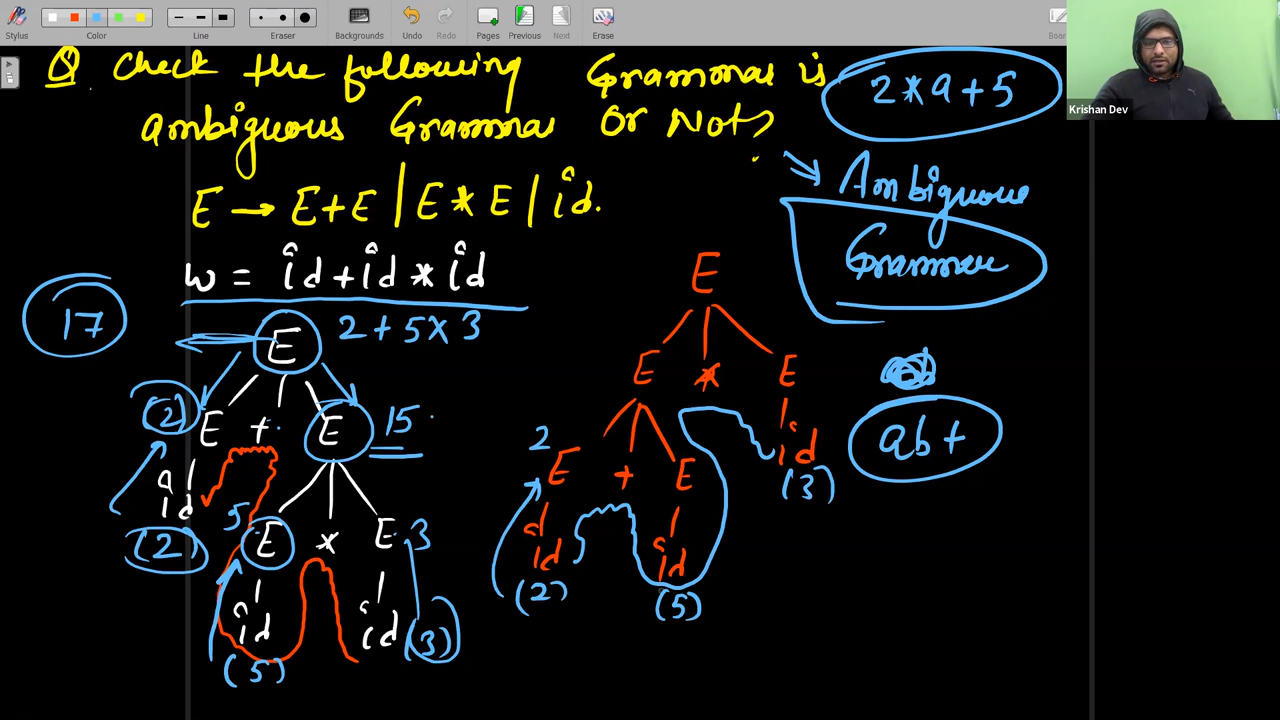 Stylus Color Line Eraser Backgrounds Undo Redo Pages Previous Next Erase Boar
Krishan Dev
Q. Check the following Grammar is
ambiguous Grammar or Not?
E → E+E | E * E | id.
w = id + id * id
2 * a + 5
Ambiguous
Grammar
17
2 + 5 × 3
E
(2) E + E 15
id
(2)
5 E * E 3
id id (3)
(5)
E
E * E
id
(3)
2
E + E
id id
(2) (5)
ab+